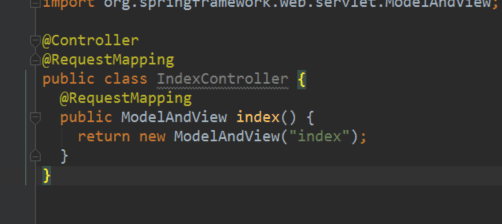 import org.springframework.web.servlet.ModelAndView;
@Controller
@RequestMapping
public class IndexController {
@RequestMapping
public ModelAndView index() {
return new ModelAndView("index");
}
}